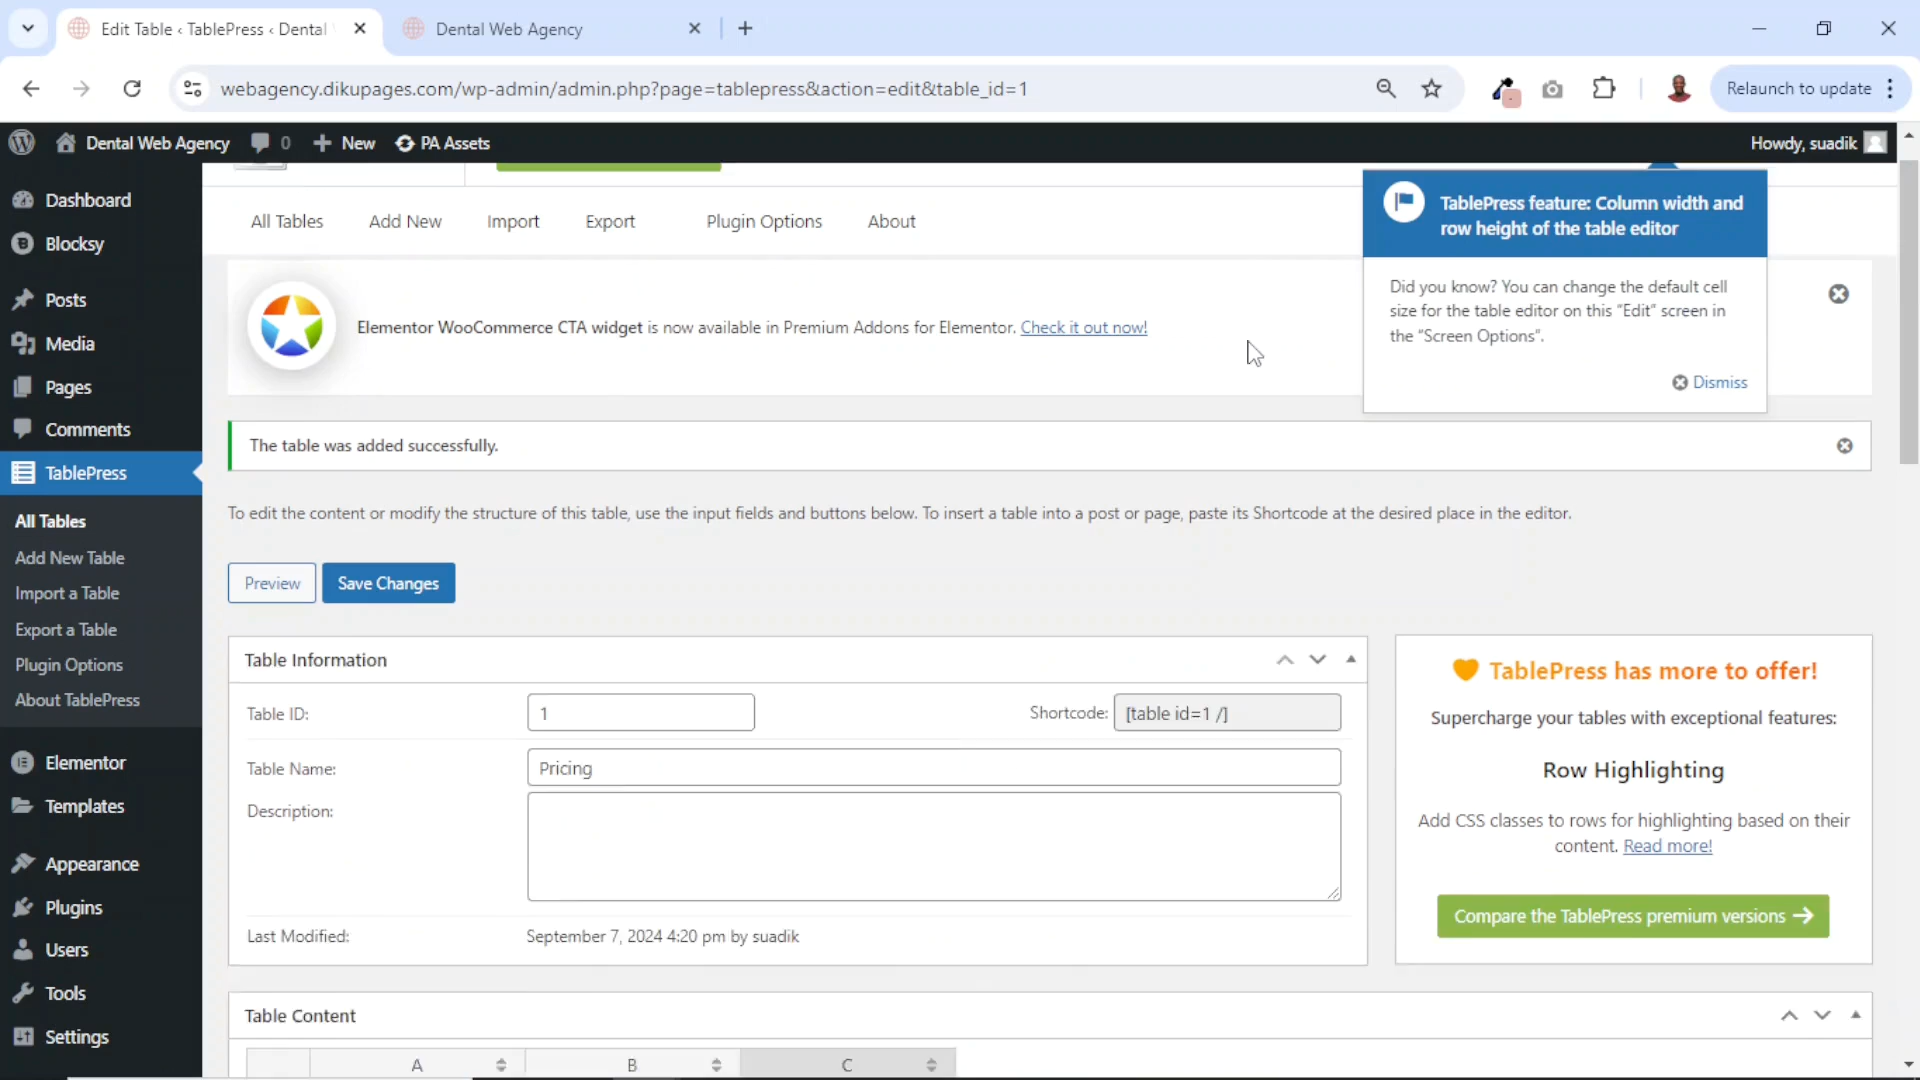 Edit Table ‹ TablePress ‹ Dental
Dental Web Agency
webagency.dikupages.com/wp-admin/admin.php?page=tablepress&action=edit&table_id=1
Relaunch to update
Dental Web Agency
0
New
PA Assets
Howdy, suadik
Dashboard
Blocksy
Posts
Media
Pages
Comments
TablePress
All Tables
Add New Table
Import a Table
Export a Table
Plugin Options
About TablePress
Elementor
Templates
Appearance
Plugins
Users
Tools
Settings
All Tables
Add New
Import
Export
Plugin Options
About
TablePress feature: Column width and
row height of the table editor
Did you know? You can change the default cell
size for the table editor on this “Edit” screen in
the “Screen Options”.
Dismiss
Elementor WooCommerce CTA widget is now available in Premium Addons for Elementor. Check it out now!
The table was added successfully.
To edit the content or modify the structure of this table, use the input fields and buttons below. To insert a table into a post or page, paste its Shortcode at the desired place in the editor.
Preview
Save Changes
Table Information
Table ID:
1
Shortcode:
[table id=1 /]
Table Name:
Pricing
Description:
Last Modified:
September 7, 2024 4:20 pm by suadik
TablePress has more to offer!
Supercharge your tables with exceptional features:
Row Highlighting
Add CSS classes to rows for highlighting based on their
content. Read more!
Compare the TablePress premium versions
Table Content
A
B
C